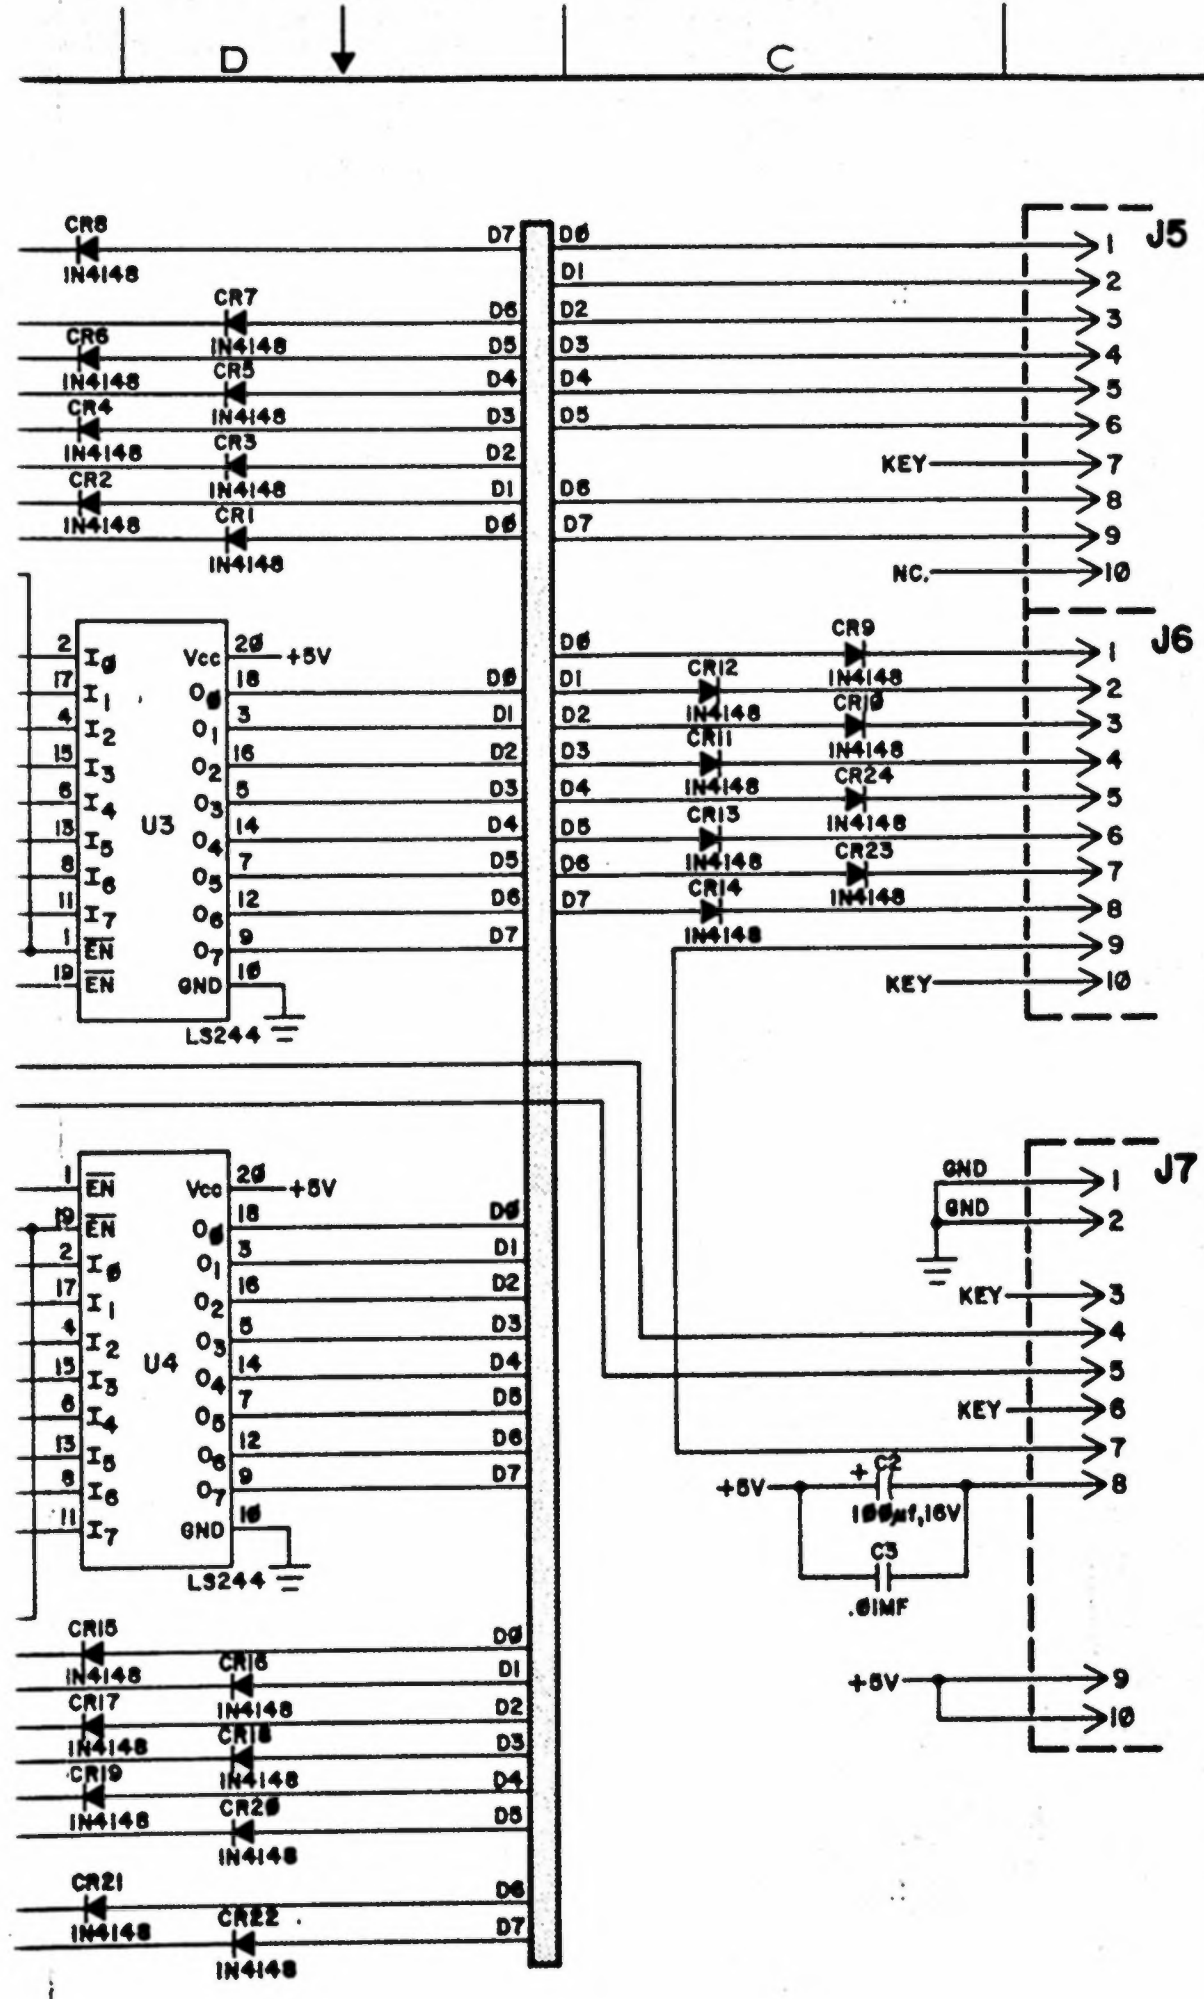 D
C
CR8
1N4148
D7
DØ
1
J5
D1
2
CR7
1N4148
D6
D2
3
CR6
1N4148
D5
D3
4
CR5
1N4148
D4
D4
5
CR4
1N4148
D3
D5
6
CR3
1N4148
D2
KEY
7
CR2
1N4148
D1
D6
8
CR1
1N4148
DØ
D7
9
NC.
10
J6
2
IØ
Vcc
2Ø
+5V
DØ
CR9
1N4148
1
17
I1
OØ
18
DØ
D1
CR12
1N4148
2
4
I2
O1
3
D1
D2
CR1Ø
1N4148
3
15
I3
O2
16
D2
D3
CR11
1N4148
4
6
I4
O3
5
D3
D4
CR24
1N4148
5
U3
13
I5
O4
14
D4
D5
CR13
1N4148
6
8
I6
O5
7
D5
D6
CR23
1N4148
7
11
I7
O6
12
D6
D7
CR14
1N4148
8
1
EN
O7
9
D7
9
19
EN
GND
1Ø
KEY
1Ø
LS244
J7
1
EN
Vcc
2Ø
+5V
GND
1
19
EN
OØ
18
DØ
GND
2
2
IØ
O1
3
D1
17
I1
O2
16
D2
KEY
3
4
I2
O3
5
D3
4
U4
15
I3
O4
14
D4
5
6
I4
O5
7
D5
KEY
6
13
I5
O6
12
D6
7
8
I6
O7
9
D7
+5V
+ C2
1ØØµf,16V
8
11
I7
GND
1Ø
LS244
C3
.Ø1MF
CR15
1N4148
DØ
CR16
1N4148
D1
+5V
9
CR17
1N4148
D2
1Ø
CR18
1N4148
D3
CR19
1N4148
D4
CR2Ø
1N4148
D5
CR21
1N4148
D6
CR22
1N4148
D7